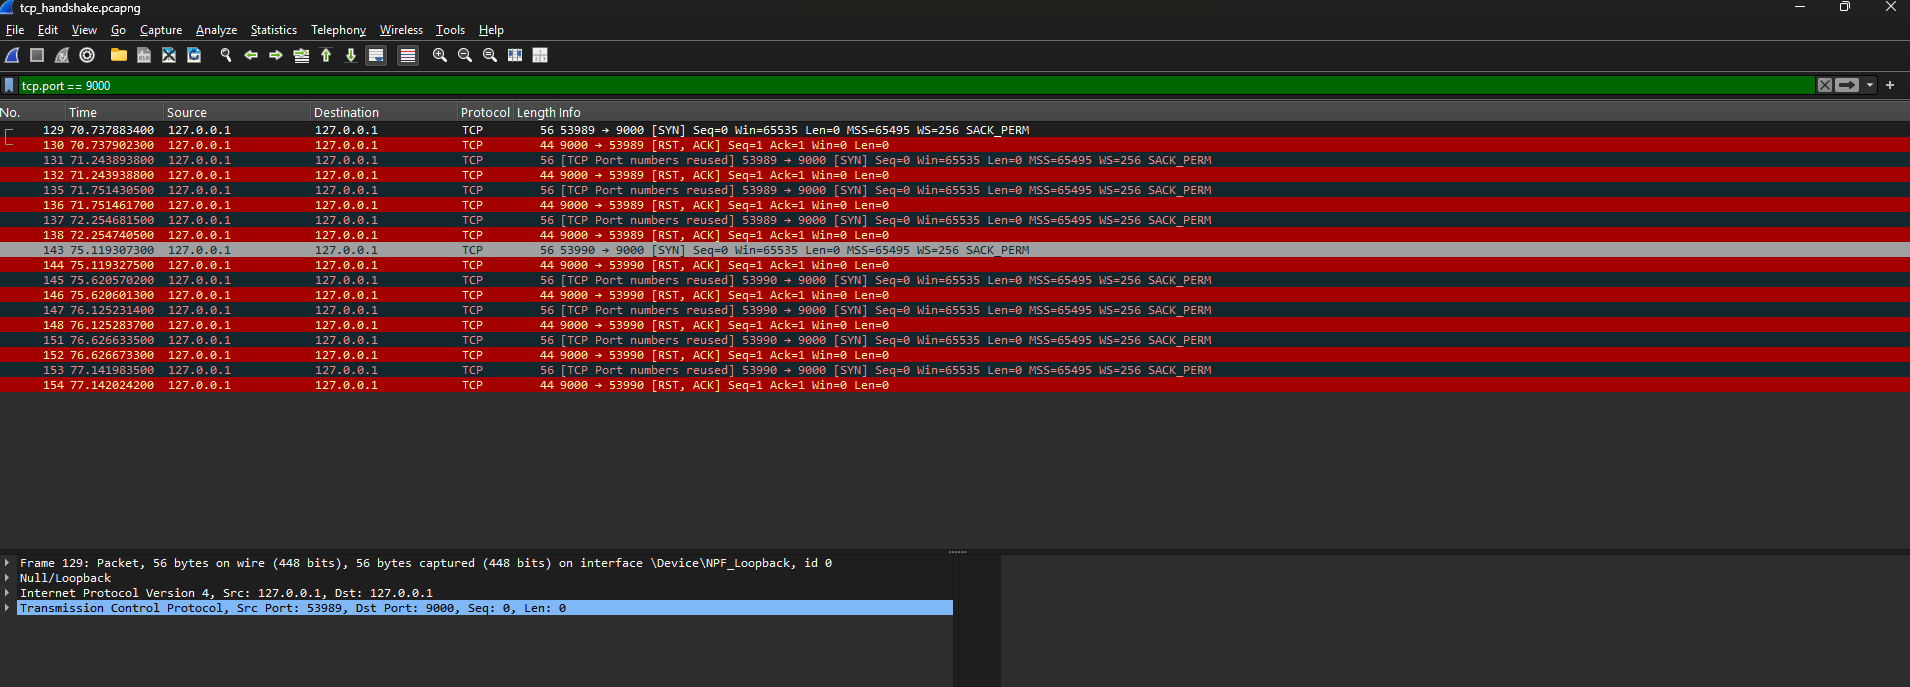 tcp_handshake.pcapng
File Edit View Go Capture Analyze Statistics Telephony Wireless Tools Help
tcp.port == 9000
No. Time Source Destination Protocol Length Info
129 70.737883400 127.0.0.1 127.0.0.1 TCP 56 53989 → 9000 [SYN] Seq=0 Win=65535 Len=0 MSS=65495 WS=256 SACK_PERM
130 70.737902300 127.0.0.1 127.0.0.1 TCP 44 9000 → 53989 [RST, ACK] Seq=1 Ack=1 Win=0 Len=0
131 71.243893800 127.0.0.1 127.0.0.1 TCP 56 [TCP Port numbers reused] 53989 → 9000 [SYN] Seq=0 Win=65535 Len=0 MSS=65495 WS=256 SACK_PERM
132 71.243938800 127.0.0.1 127.0.0.1 TCP 44 9000 → 53989 [RST, ACK] Seq=1 Ack=1 Win=0 Len=0
135 71.751430500 127.0.0.1 127.0.0.1 TCP 56 [TCP Port numbers reused] 53989 → 9000 [SYN] Seq=0 Win=65535 Len=0 MSS=65495 WS=256 SACK_PERM
136 71.751461700 127.0.0.1 127.0.0.1 TCP 44 9000 → 53989 [RST, ACK] Seq=1 Ack=1 Win=0 Len=0
137 72.254681500 127.0.0.1 127.0.0.1 TCP 56 [TCP Port numbers reused] 53989 → 9000 [SYN] Seq=0 Win=65535 Len=0 MSS=65495 WS=256 SACK_PERM
138 72.254740500 127.0.0.1 127.0.0.1 TCP 44 9000 → 53989 [RST, ACK] Seq=1 Ack=1 Win=0 Len=0
143 75.119307300 127.0.0.1 127.0.0.1 TCP 56 53990 → 9000 [SYN] Seq=0 Win=65535 Len=0 MSS=65495 WS=256 SACK_PERM
144 75.119327500 127.0.0.1 127.0.0.1 TCP 44 9000 → 53990 [RST, ACK] Seq=1 Ack=1 Win=0 Len=0
145 75.620570200 127.0.0.1 127.0.0.1 TCP 56 [TCP Port numbers reused] 53990 → 9000 [SYN] Seq=0 Win=65535 Len=0 MSS=65495 WS=256 SACK_PERM
146 75.620601300 127.0.0.1 127.0.0.1 TCP 44 9000 → 53990 [RST, ACK] Seq=1 Ack=1 Win=0 Len=0
147 76.125231400 127.0.0.1 127.0.0.1 TCP 56 [TCP Port numbers reused] 53990 → 9000 [SYN] Seq=0 Win=65535 Len=0 MSS=65495 WS=256 SACK_PERM
148 76.125283700 127.0.0.1 127.0.0.1 TCP 44 9000 → 53990 [RST, ACK] Seq=1 Ack=1 Win=0 Len=0
151 76.626633500 127.0.0.1 127.0.0.1 TCP 56 [TCP Port numbers reused] 53990 → 9000 [SYN] Seq=0 Win=65535 Len=0 MSS=65495 WS=256 SACK_PERM
152 76.626673300 127.0.0.1 127.0.0.1 TCP 44 9000 → 53990 [RST, ACK] Seq=1 Ack=1 Win=0 Len=0
153 77.141983500 127.0.0.1 127.0.0.1 TCP 56 [TCP Port numbers reused] 53990 → 9000 [SYN] Seq=0 Win=65535 Len=0 MSS=65495 WS=256 SACK_PERM
154 77.142024200 127.0.0.1 127.0.0.1 TCP 44 9000 → 53990 [RST, ACK] Seq=1 Ack=1 Win=0 Len=0
Frame 129: Packet, 56 bytes on wire (448 bits), 56 bytes captured (448 bits) on interface \Device\NPF_Loopback, id 0
Null/Loopback
Internet Protocol Version 4, Src: 127.0.0.1, Dst: 127.0.0.1
Transmission Control Protocol, Src Port: 53989, Dst Port: 9000, Seq: 0, Len: 0